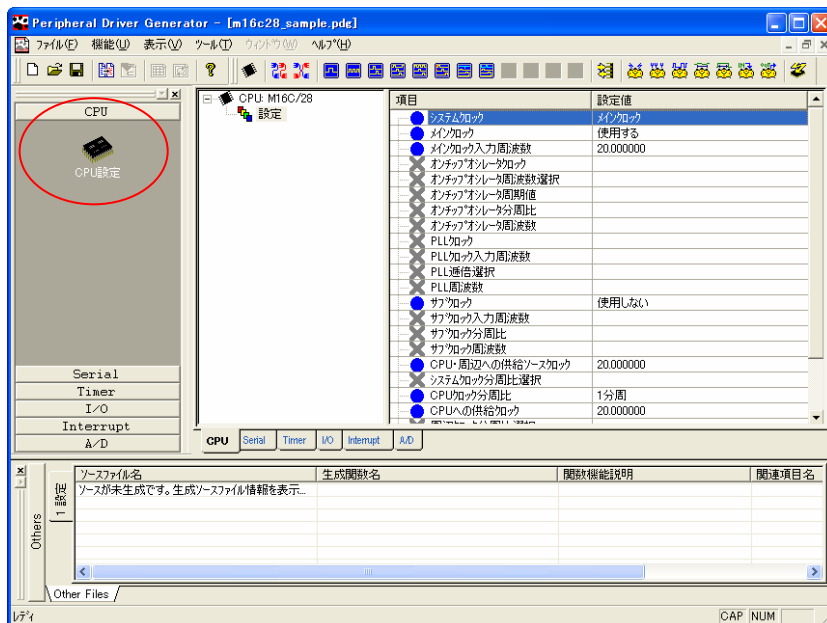 Peripheral Driver Generator - [m16c28_sample.pdg]
ﾌｧｲﾙ(F) 機能(U) 表示(V) ﾂｰﾙ(T) ｳｨﾝﾄﾞｳ(W) ﾍﾙﾌﾟ(H)
CPU
CPU設定
Serial
Timer
I/O
Interrupt
A/D
CPU: M16C/28
設定
項目 設定値
ｼｽﾃﾑｸﾛｯｸ ﾒｲﾝｸﾛｯｸ
ﾒｲﾝｸﾛｯｸ 使用する
ﾒｲﾝｸﾛｯｸ入力周波数 20.000000
ｵﾝﾁｯﾌﾟｵｼﾚｰﾀｸﾛｯｸ
ｵﾝﾁｯﾌﾟｵｼﾚｰﾀ周波数選択
ｵﾝﾁｯﾌﾟｵｼﾚｰﾀ周期値
ｵﾝﾁｯﾌﾟｵｼﾚｰﾀ分周比
ｵﾝﾁｯﾌﾟｵｼﾚｰﾀ周波数
PLLｸﾛｯｸ
PLLｸﾛｯｸ入力周波数
PLL逓倍選択
PLL周波数
ｻﾌﾞｸﾛｯｸ 使用しない
ｻﾌﾞｸﾛｯｸ入力周波数
ｻﾌﾞｸﾛｯｸ分周比
ｻﾌﾞｸﾛｯｸ周波数
CPU・周辺への供給ｿｰｽｸﾛｯｸ 20.000000
ｼｽﾃﾑｸﾛｯｸ分周比選択
CPUｸﾛｯｸ分周比 1分周
CPUへの供給ｸﾛｯｸ 20.000000
CPU Serial Timer I/O Interrupt A/D
Others
1 設定
ｿｰｽﾌｧｲﾙ名 生成関数名 関数機能説明 関連項目名
ｿｰｽが未生成です。生成ｿｰｽﾌｧｲﾙ情報を表示...
Other Files
ﾚﾃﾞｨ CAP NUM